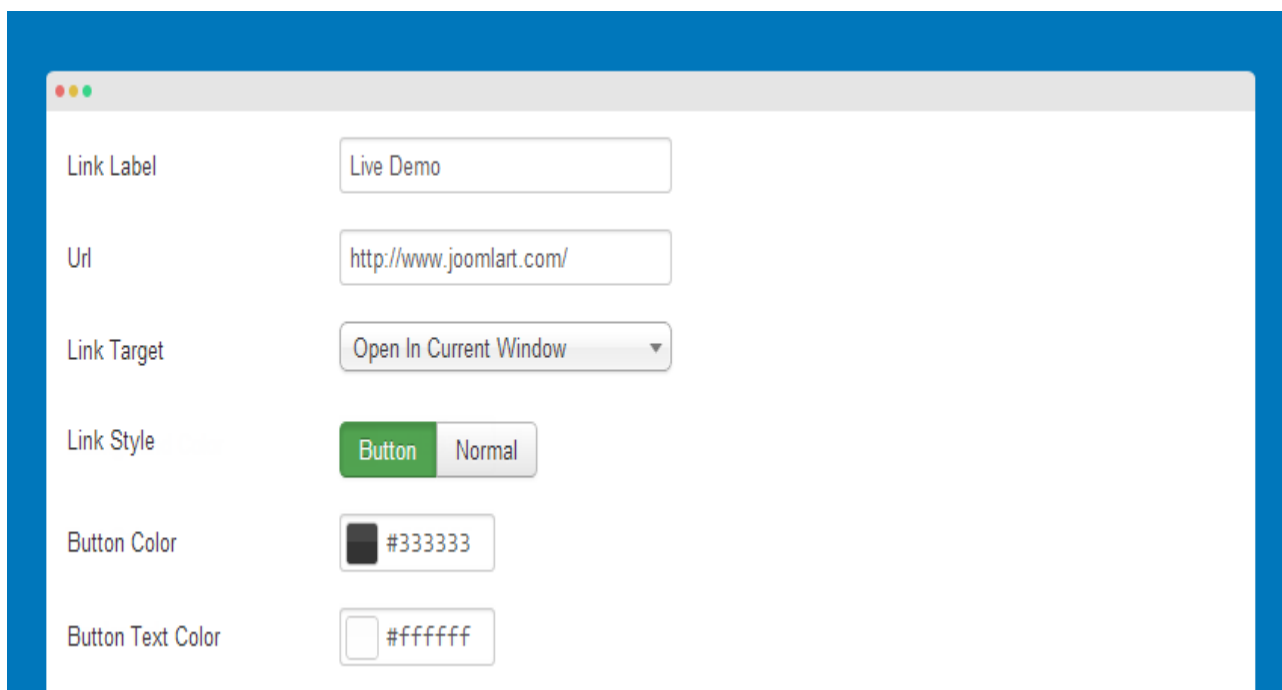 Link Label Live Demo
Url http://www.joomlart.com/
Link Target Open In Current Window
Link Style Button Normal
Button Color #333333
Button Text Color #ffffff